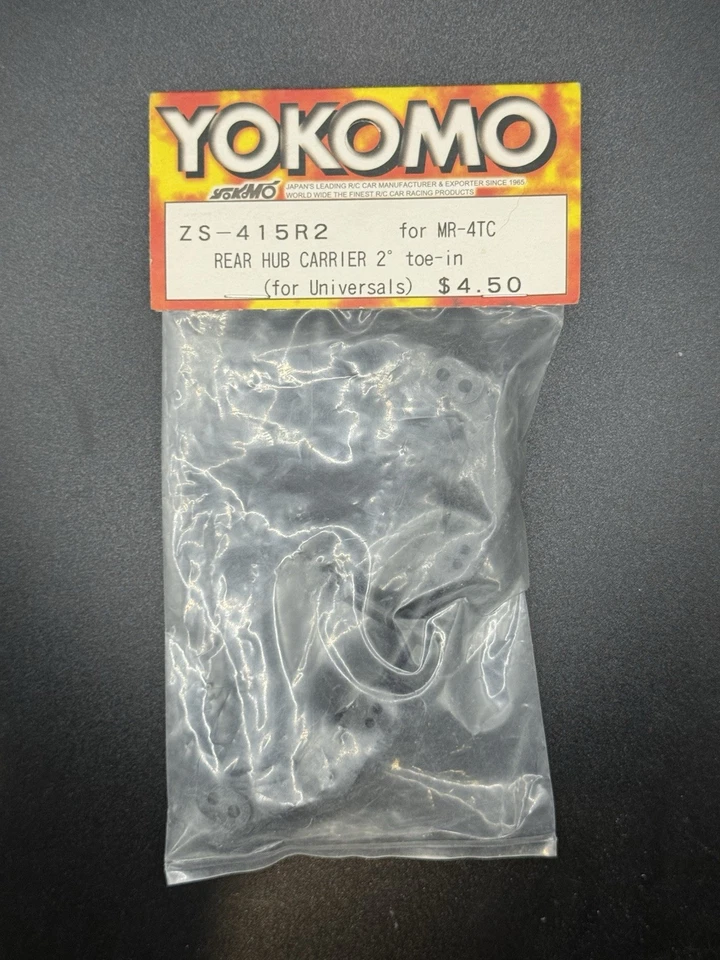 YOKOMO
YOKOMO JAPAN'S LEADING R/C CAR MANUFACTURER & EXPORTER SINCE 1965
WORLD WIDE THE FINEST R/C CAR RACING PRODUCTS
ZS-415R2 for MR-4TC
REAR HUB CARRIER 2° toe-in
(for Universals) $4.50